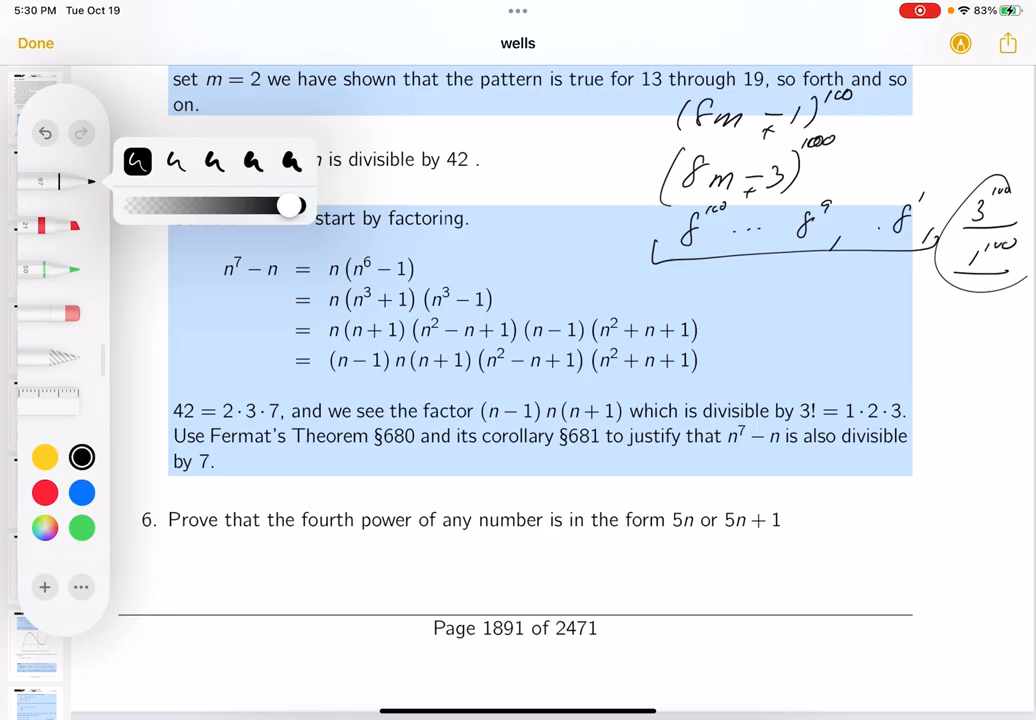 5:30 PM Tue Oct 19
83%
Done
wells
set m = 2 we have shown that the pattern is true for 13 through 19, so forth and so
on.
(8m ∓ 1)^100
n is divisible by 42 .
(8m ∓ 3)^1000
start by factoring.
8^100 ... 8^9, . 8^1,
3^100
1^100
n^7 − n = n (n^6 − 1)
= n (n^3 + 1) (n^3 − 1)
= n (n + 1) (n^2 − n + 1) (n − 1) (n^2 + n + 1)
= (n − 1) n (n + 1) (n^2 − n + 1) (n^2 + n + 1)
42 = 2 · 3 · 7, and we see the factor (n − 1) n (n + 1) which is divisible by 3! = 1 · 2 · 3.
Use Fermat's Theorem §680 and its corollary §681 to justify that n^7 − n is also divisible
by 7.
6. Prove that the fourth power of any number is in the form 5n or 5n + 1
Page 1891 of 2471
97
21
50